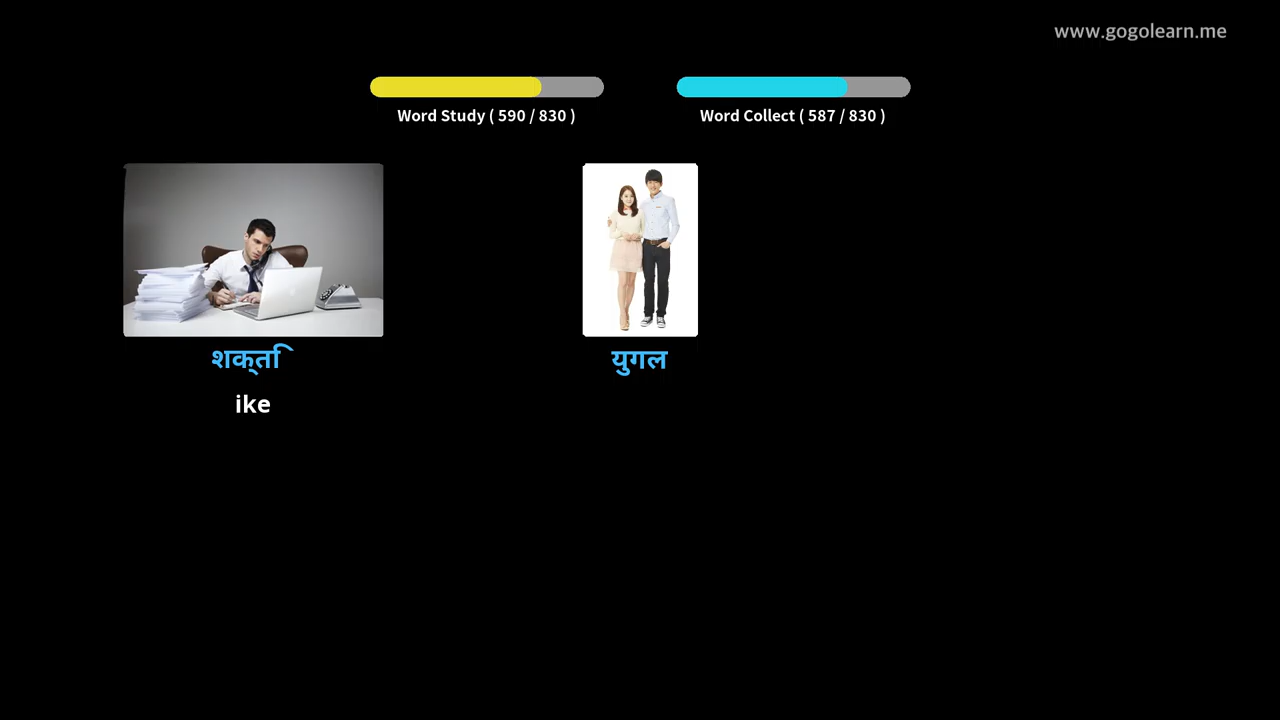 www.gogolearn.me
Word Study ( 590 / 830 )
Word Collect ( 587 / 830 )
शक्ति
युगल
ike